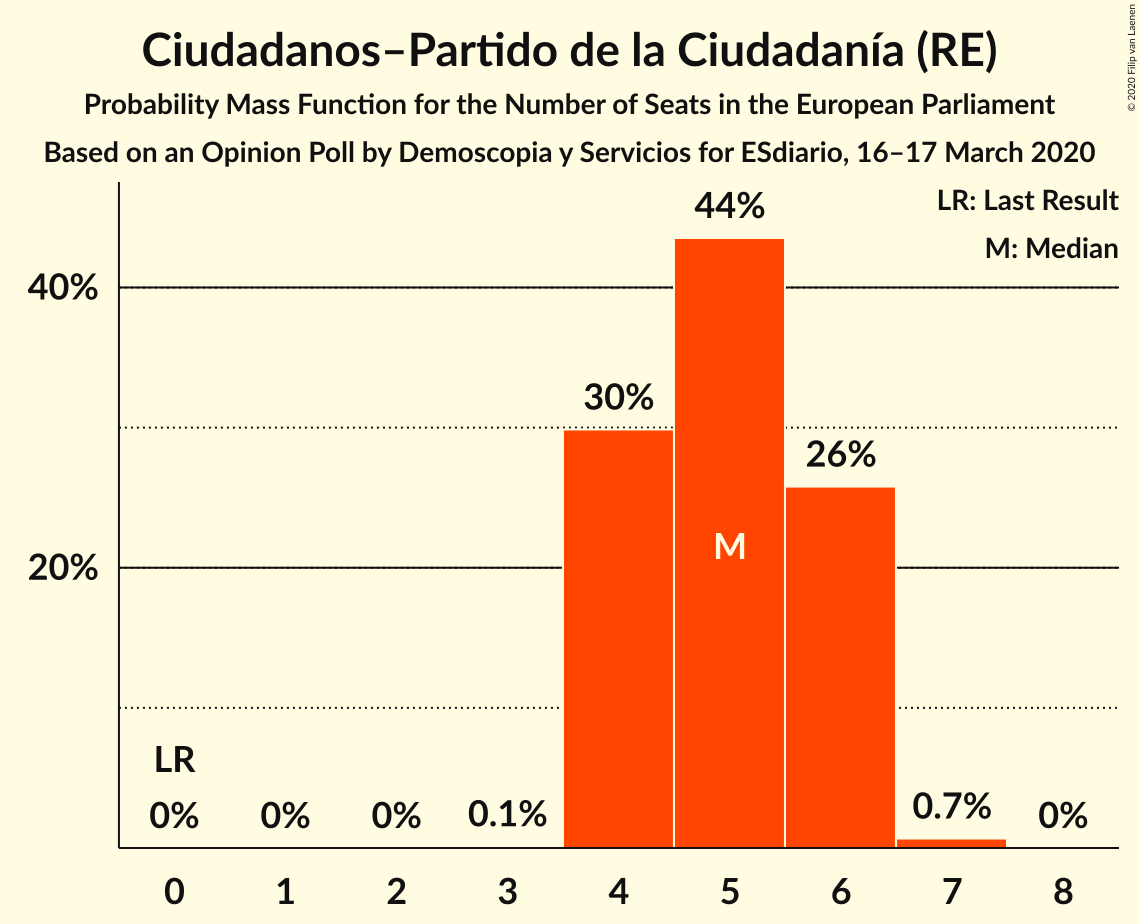 Ciudadanos–Partido de la Ciudadanía (RE)
Probability Mass Function for the Number of Seats in the European Parliament
Based on an Opinion Poll by Demoscopia y Servicios for ESdiario, 16–17 March 2020
© 2020 Filip van Laenen
LR: Last Result
M: Median
44%
40%
30%
26%
M
20%
LR
0% 0% 0% 0.1% 0.7% 0%
0 1 2 3 4 5 6 7 8